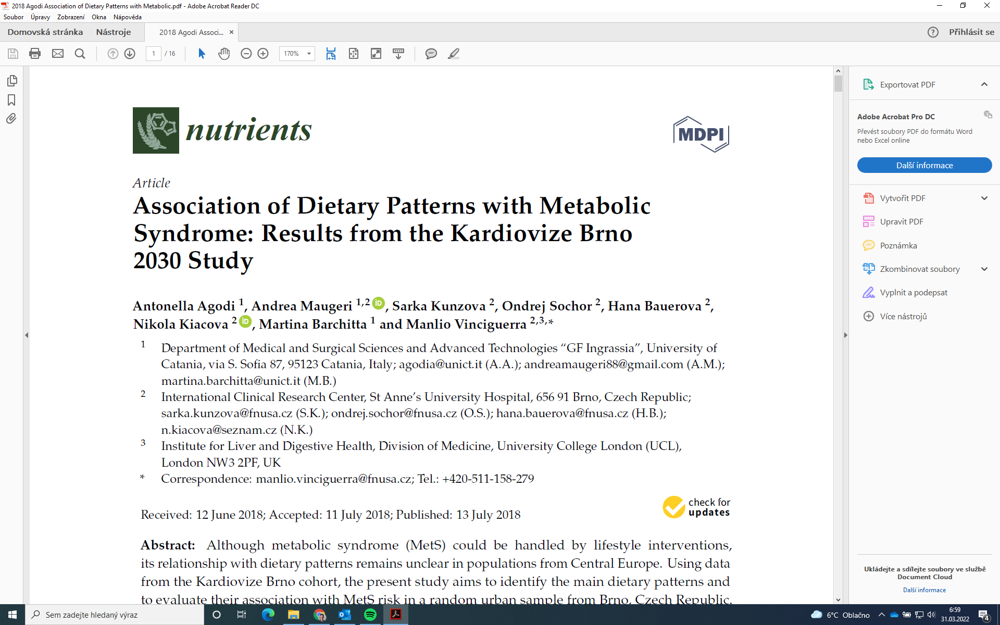 2018 Agodi Association of Dietary Patterns with Metabolic.pdf - Adobe Acrobat Reader DC
Soubor Úpravy Zobrazení Okna Nápověda
Domovská stránka Nástroje 2018 Agodi Associ... × ? Přihlásit se
1 / 16 170%
nutrients
MDPI
Article
Association of Dietary Patterns with Metabolic
Syndrome: Results from the Kardiovize Brno
2030 Study
Antonella Agodi 1, Andrea Maugeri 1,2 iD, Sarka Kunzova 2, Ondrej Sochor 2, Hana Bauerova 2,
Nikola Kiacova 2 iD, Martina Barchitta 1 and Manlio Vinciguerra 2,3,*
1 Department of Medical and Surgical Sciences and Advanced Technologies “GF Ingrassia”, University of
Catania, via S. Sofia 87, 95123 Catania, Italy; agodia@unict.it (A.A.); andreamaugeri88@gmail.com (A.M.);
martina.barchitta@unict.it (M.B.)
2 International Clinical Research Center, St Anne’s University Hospital, 656 91 Brno, Czech Republic;
sarka.kunzova@fnusa.cz (S.K.); ondrej.sochor@fnusa.cz (O.S.); hana.bauerova@fnusa.cz (H.B.);
n.kiacova@seznam.cz (N.K.)
3 Institute for Liver and Digestive Health, Division of Medicine, University College London (UCL),
London NW3 2PF, UK
* Correspondence: manlio.vinciguerra@fnusa.cz; Tel.: +420-511-158-279
check for
updates
Received: 12 June 2018; Accepted: 11 July 2018; Published: 13 July 2018
Abstract: Although metabolic syndrome (MetS) could be handled by lifestyle interventions,
its relationship with dietary patterns remains unclear in populations from Central Europe. Using data
from the Kardiovize Brno cohort, the present study aims to identify the main dietary patterns and
to evaluate their association with MetS risk in a random urban sample from Brno, Czech Republic.
Exportovat PDF
Adobe Acrobat Pro DC
Převést soubory PDF do formátu Word
nebo Excel online
Další informace
Vytvořit PDF
Upravit PDF
Poznámka
Zkombinovat soubory
Vyplnit a podepsat
Více nástrojů
Ukládejte a sdílejte soubory ve službě
Document Cloud
Další informace
Sem zadejte hledaný výraz
6°C Oblačno
6:59
31.03.2022
4